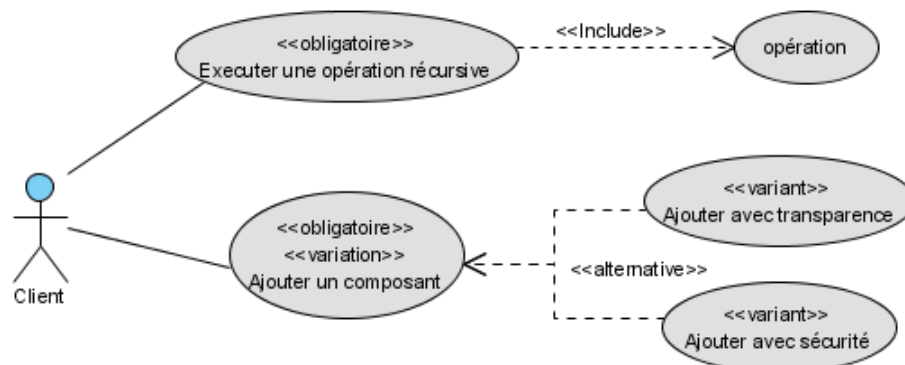 <<obligatoire>>
Executer une opération récursive
<<Include>>
opération
Client
<<obligatoire>>
<<variation>>
Ajouter un composant
<<alternative>>
<<variant>>
Ajouter avec transparence
<<variant>>
Ajouter avec sécurité